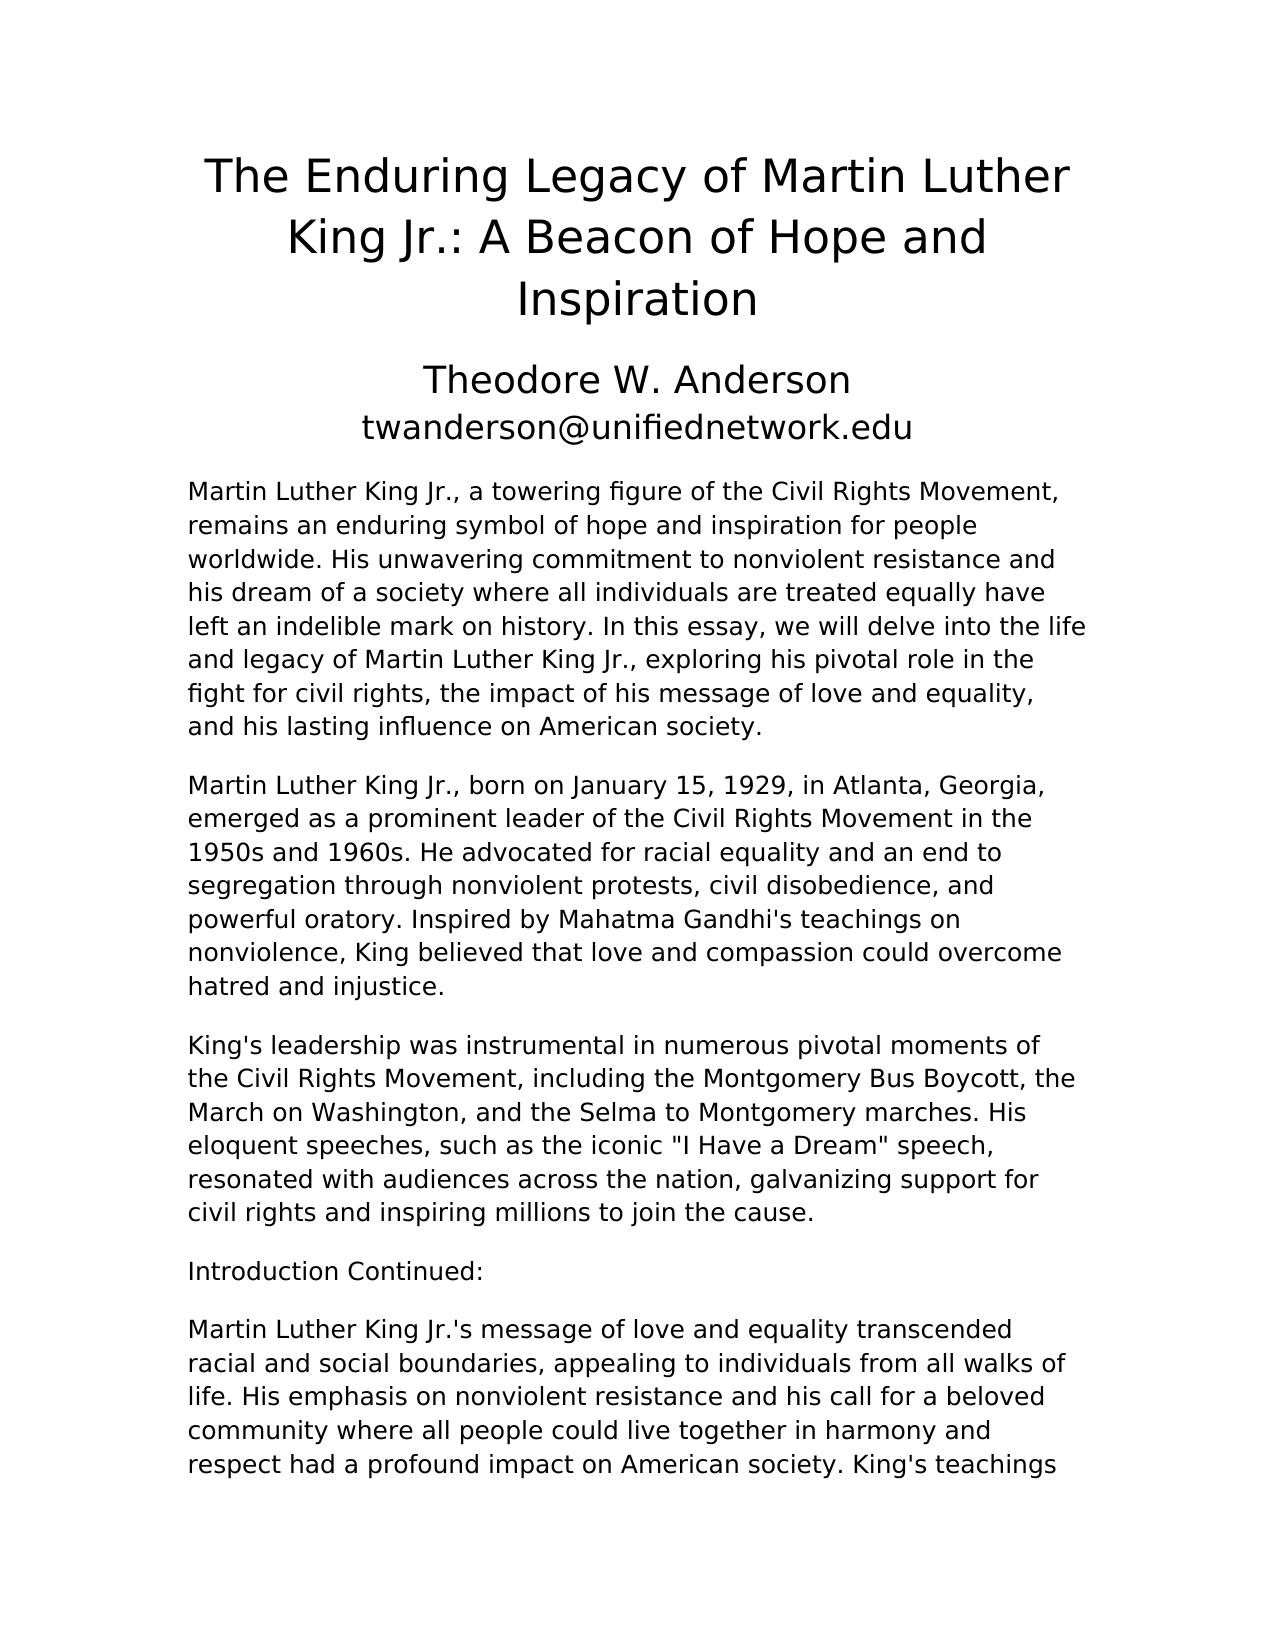 The Enduring Legacy of Martin Luther
King Jr.: A Beacon of Hope and
Inspiration
Theodore W. Anderson
twanderson@unifiednetwork.edu
Martin Luther King Jr., a towering figure of the Civil Rights Movement,
remains an enduring symbol of hope and inspiration for people
worldwide. His unwavering commitment to nonviolent resistance and
his dream of a society where all individuals are treated equally have
left an indelible mark on history. In this essay, we will delve into the life
and legacy of Martin Luther King Jr., exploring his pivotal role in the
fight for civil rights, the impact of his message of love and equality,
and his lasting influence on American society.
Martin Luther King Jr., born on January 15, 1929, in Atlanta, Georgia,
emerged as a prominent leader of the Civil Rights Movement in the
1950s and 1960s. He advocated for racial equality and an end to
segregation through nonviolent protests, civil disobedience, and
powerful oratory. Inspired by Mahatma Gandhi's teachings on
nonviolence, King believed that love and compassion could overcome
hatred and injustice.
King's leadership was instrumental in numerous pivotal moments of
the Civil Rights Movement, including the Montgomery Bus Boycott, the
March on Washington, and the Selma to Montgomery marches. His
eloquent speeches, such as the iconic "I Have a Dream" speech,
resonated with audiences across the nation, galvanizing support for
civil rights and inspiring millions to join the cause.
Introduction Continued:
Martin Luther King Jr.'s message of love and equality transcended
racial and social boundaries, appealing to individuals from all walks of
life. His emphasis on nonviolent resistance and his call for a beloved
community where all people could live together in harmony and
respect had a profound impact on American society. King's teachings